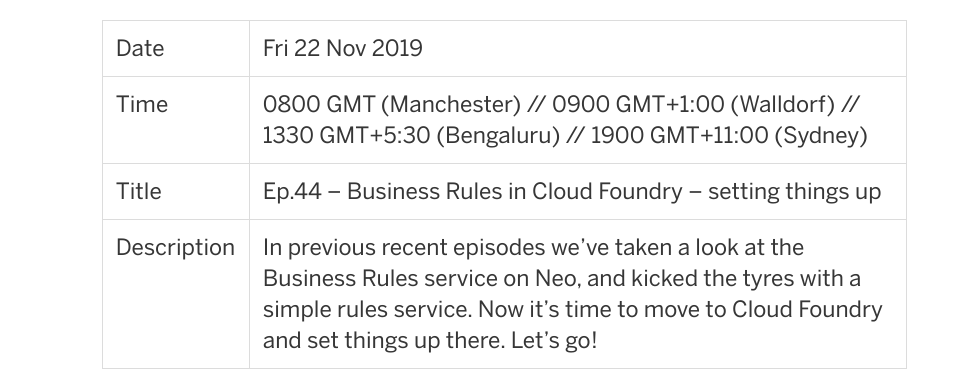 Date
Fri 22 Nov 2019
Time
0800 GMT (Manchester) // 0900 GMT+1:00 (Walldorf) //
1330 GMT+5:30 (Bengaluru) // 1900 GMT+11:00 (Sydney)
Title
Ep.44 – Business Rules in Cloud Foundry – setting things up
Description
In previous recent episodes we’ve taken a look at the
Business Rules service on Neo, and kicked the tyres with a
simple rules service. Now it’s time to move to Cloud Foundry
and set things up there. Let’s go!